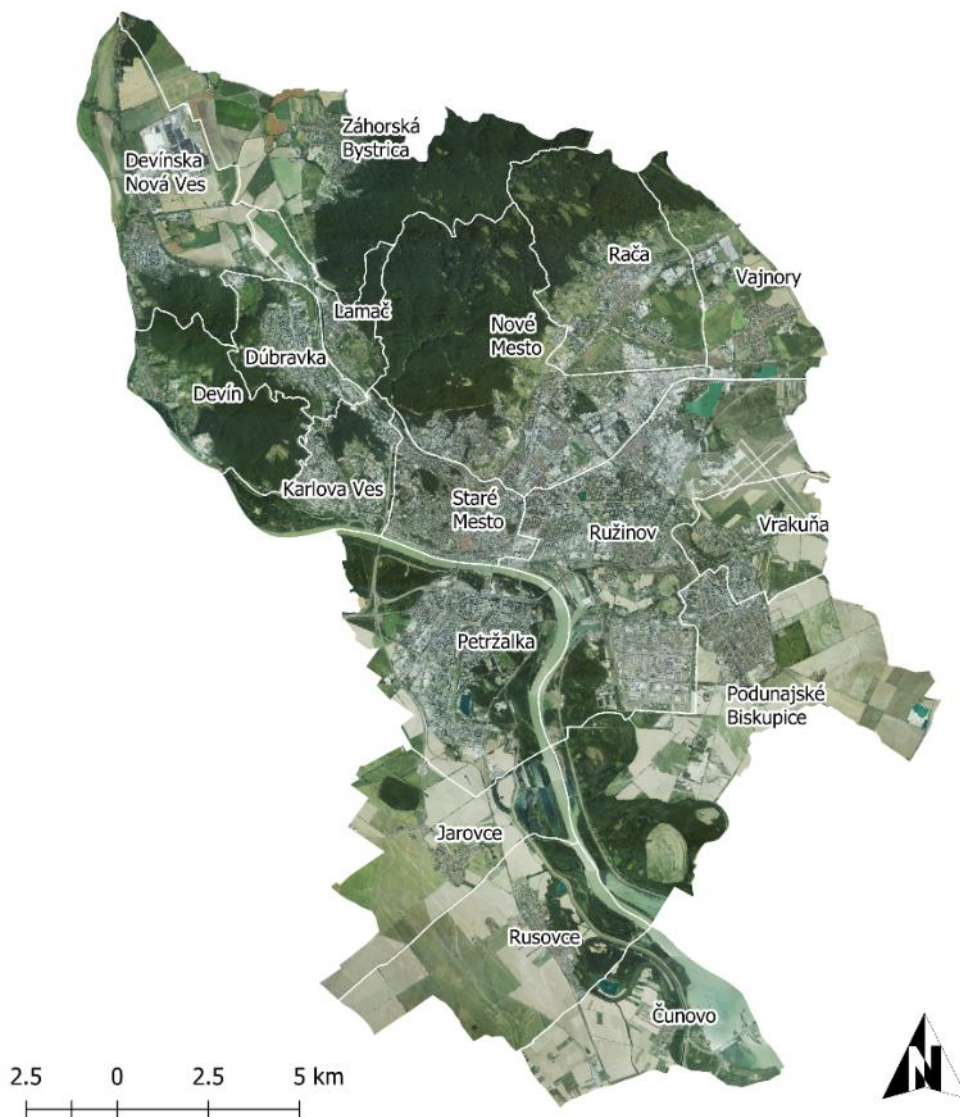 Záhorská
Bystrica
Devínska
Nová Ves
Rača
Vajnory
Lamač
Nové
Mesto
Dúbravka
Devín
Karlova Ves
Staré
Mesto
Ružinov
Vrakuňa
Petržalka
Podunajské
Biskupice
Jarovce
Rusovce
Čunovo
2.5 0 2.5 5 km
N